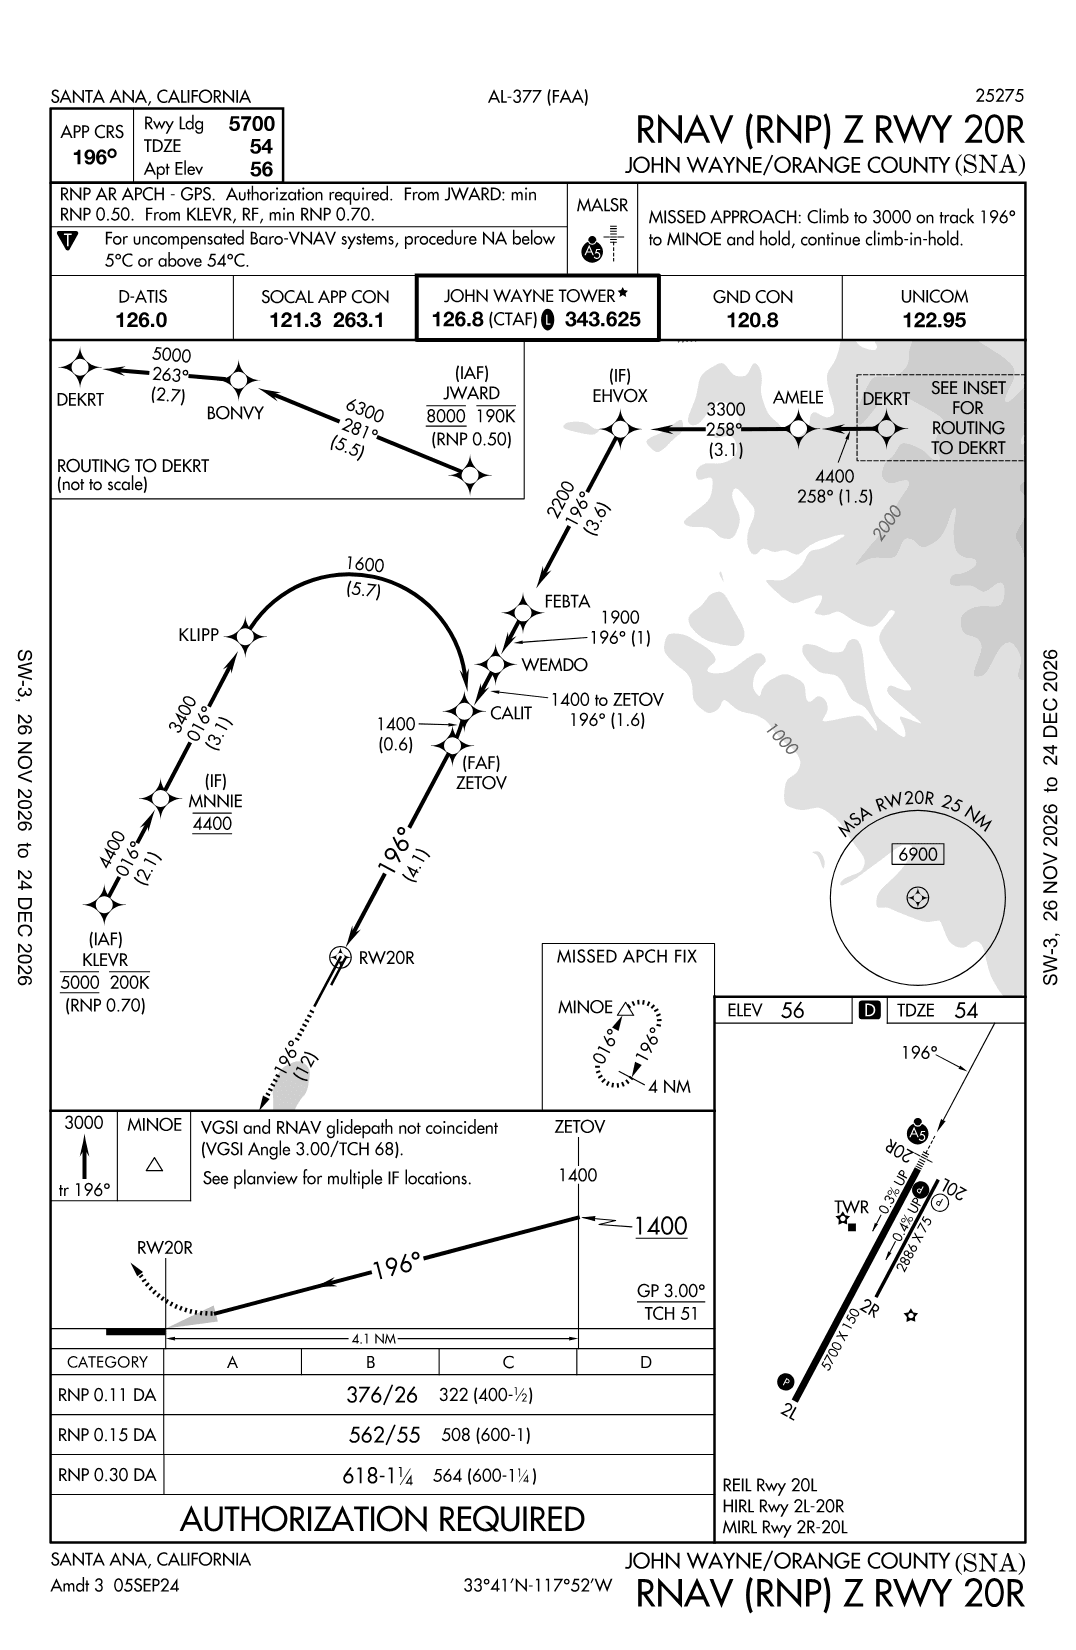 SANTA ANA, CALIFORNIA
AL-377 (FAA)
25275
APP CRS
196°
Rwy Ldg 5700
TDZE 54
Apt Elev 56
RNAV (RNP) Z RWY 20R
JOHN WAYNE/ORANGE COUNTY (SNA)
RNP AR APCH - GPS. Authorization required. From JWARD: min
RNP 0.50. From KLEVR, RF, min RNP 0.70.
T
For uncompensated Baro-VNAV systems, procedure NA below
5°C or above 54°C.
MALSR
A5
MISSED APPROACH: Climb to 3000 on track 196°
to MINOE and hold, continue climb-in-hold.
D-ATIS
126.0
SOCAL APP CON
121.3 263.1
JOHN WAYNE TOWER★
126.8 (CTAF) L 343.625
GND CON
120.8
UNICOM
122.95
5000
263°
(2.7)
DEKRT
BONVY
6300
281°
(5.5)
(IAF)
JWARD
8000 190K
(RNP 0.50)
ROUTING TO DEKRT
(not to scale)
(IF)
EHVOX
3300
258°
(3.1)
AMELE
DEKRT
SEE INSET
FOR
ROUTING
TO DEKRT
4400
258° (1.5)
2000
2200
196°
(3.6)
1600
(5.7)
FEBTA
1900
196° (1)
KLIPP
WEMDO
1400 to ZETOV
196° (1.6)
CALIT
1400
(0.6)
(FAF)
ZETOV
3400
016°
(3.1)
1000
(IF)
MNNIE
4400
4400
016°
(2.1)
196°
(4.1)
MSA RW20R 25 NM
6900
(IAF)
KLEVR
5000 200K
(RNP 0.70)
RW20R
196°
(12)
MISSED APCH FIX
MINOE
016°
196°
4 NM
ELEV 56
D
TDZE 54
196°
A5
20R
20L
0.3% UP
P
P
0.4% UP
2886 X 75
TWR
2R
5700 X 150
P
2L
REIL Rwy 20L
HIRL Rwy 2L-20R
MIRL Rwy 2R-20L
3000
tr 196°
MINOE
VGSI and RNAV glidepath not coincident
(VGSI Angle 3.00/TCH 68).
See planview for multiple IF locations.
ZETOV
1400
1400
RW20R
196°
GP 3.00°
TCH 51
4.1 NM
CATEGORY A B C D
RNP 0.11 DA 376/26 322 (400-½)
RNP 0.15 DA 562/55 508 (600-1)
RNP 0.30 DA 618-1¼ 564 (600-1¼)
AUTHORIZATION REQUIRED
SANTA ANA, CALIFORNIA
Amdt 3 05SEP24
33°41'N-117°52'W
JOHN WAYNE/ORANGE COUNTY (SNA)
RNAV (RNP) Z RWY 20R
SW-3, 26 NOV 2026 to 24 DEC 2026
SW-3, 26 NOV 2026 to 24 DEC 2026